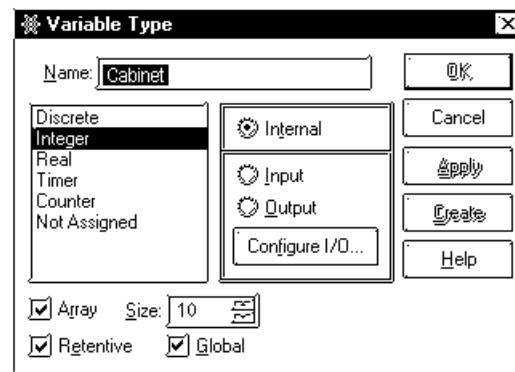 Variable Type
Name: Cabinet
OK
Discrete
Integer
Real
Timer
Counter
Not Assigned
Internal
Input
Output
Configure I/O...
Cancel
Apply
Create
Help
Array Size: 10
Retentive Global